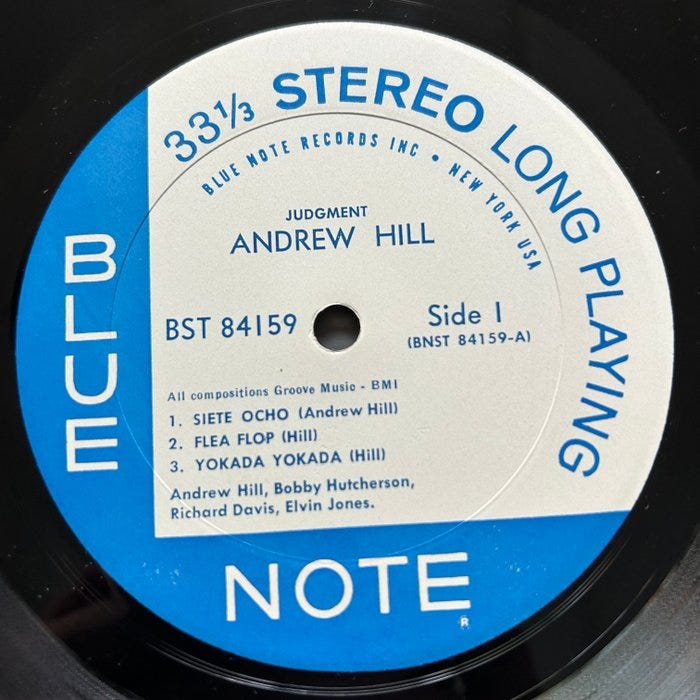 33⅓ STEREO LONG PLAYING
BLUE NOTE RECORDS INC • NEW YORK USA
JUDGMENT
ANDREW HILL
BST 84159
Side 1
(BNST 84159-A)
All compositions Groove Music - BMI
1. SIETE OCHO (Andrew Hill)
2. FLEA FLOP (Hill)
3. YOKADA YOKADA (Hill)
Andrew Hill, Bobby Hutcherson,
Richard Davis, Elvin Jones.
BLUE
NOTE
®